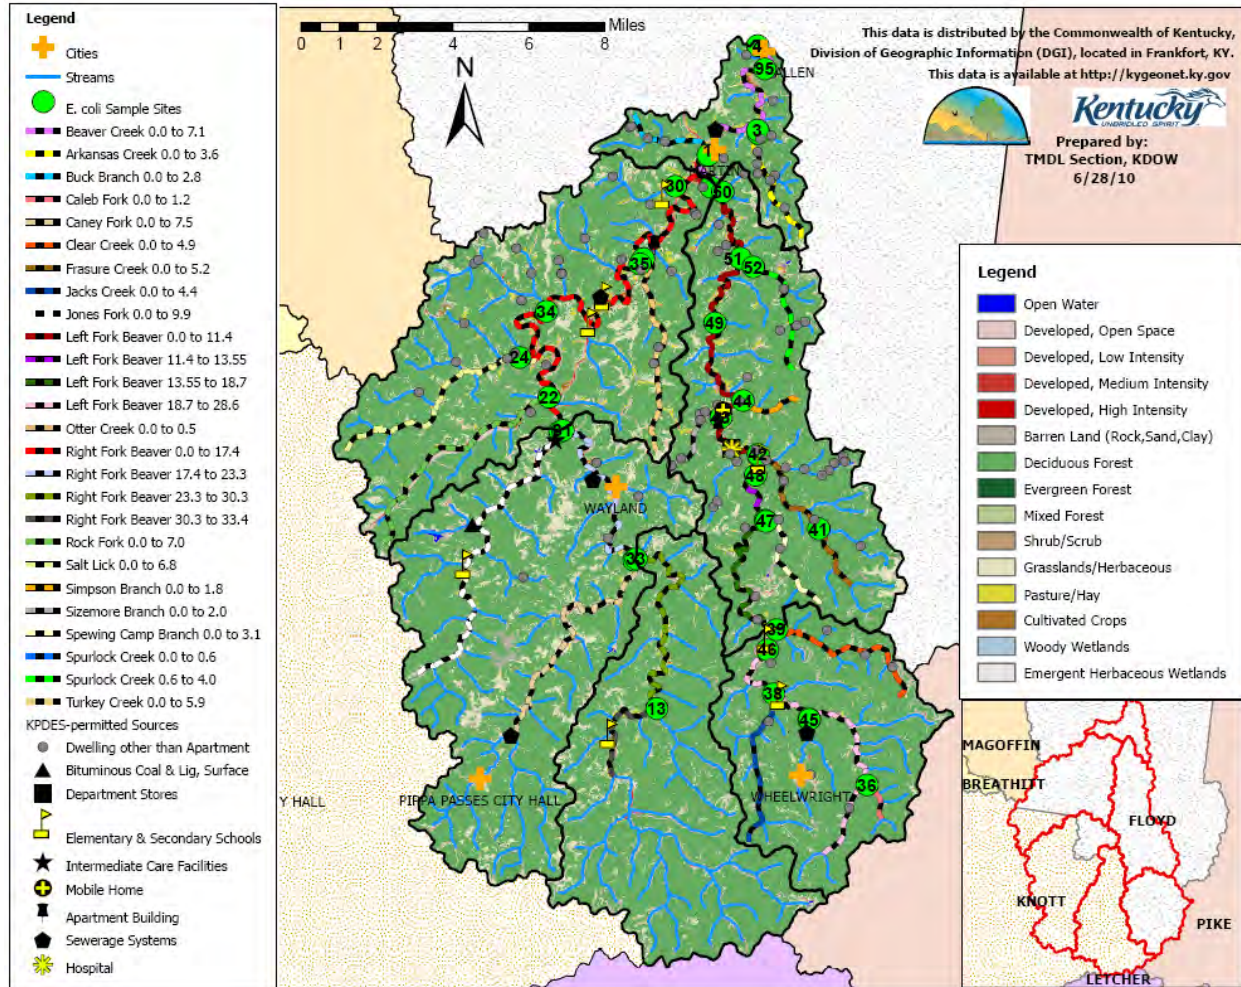 Legend
Cities
Streams
E. coli Sample Sites
Beaver Creek 0.0 to 7.1
Arkansas Creek 0.0 to 3.6
Buck Branch 0.0 to 2.8
Caleb Fork 0.0 to 1.2
Caney Fork 0.0 to 7.5
Clear Creek 0.0 to 4.9
Frasure Creek 0.0 to 5.2
Jacks Creek 0.0 to 4.4
Jones Fork 0.0 to 9.9
Left Fork Beaver 0.0 to 11.4
Left Fork Beaver 11.4 to 13.55
Left Fork Beaver 13.55 to 18.7
Left Fork Beaver 18.7 to 28.6
Otter Creek 0.0 to 0.5
Right Fork Beaver 0.0 to 17.4
Right Fork Beaver 17.4 to 23.3
Right Fork Beaver 23.3 to 30.3
Right Fork Beaver 30.3 to 33.4
Rock Fork 0.0 to 7.0
Salt Lick 0.0 to 6.8
Simpson Branch 0.0 to 1.8
Sizemore Branch 0.0 to 2.0
Spewing Camp Branch 0.0 to 3.1
Spurlock Creek 0.0 to 0.6
Spurlock Creek 0.6 to 4.0
Turkey Creek 0.0 to 5.9
KPDES-permitted Sources
Dwelling other than Apartment
Bituminous Coal & Lig, Surface
Department Stores
Elementary & Secondary Schools
Intermediate Care Facilities
Mobile Home
Apartment Building
Sewerage Systems
Hospital
Miles
0 1 2 4 6 8
N
This data is distributed by the Commonwealth of Kentucky,
Division of Geographic Information (DGI), located in Frankfort, KY.
This data is available at http://kygeonet.ky.gov
Kentucky
UNBRIDLED SPIRIT
Prepared by:
TMDL Section, KDOW
6/28/10
4
95
ALLEN
3
1
30
50
51
52
35
34
49
24
22
44
21
42
48
WAYLAND
47
41
33
39
46
38
13
45
36
Y HALL
PIPPA PASSES CITY HALL
WHEELWRIGHT
Legend
Open Water
Developed, Open Space
Developed, Low Intensity
Developed, Medium Intensity
Developed, High Intensity
Barren Land (Rock,Sand,Clay)
Deciduous Forest
Evergreen Forest
Mixed Forest
Shrub/Scrub
Grasslands/Herbaceous
Pasture/Hay
Cultivated Crops
Woody Wetlands
Emergent Herbaceous Wetlands
MAGOFFIN
BREATHITT
FLOYD
KNOTT
PIKE
LETCHER